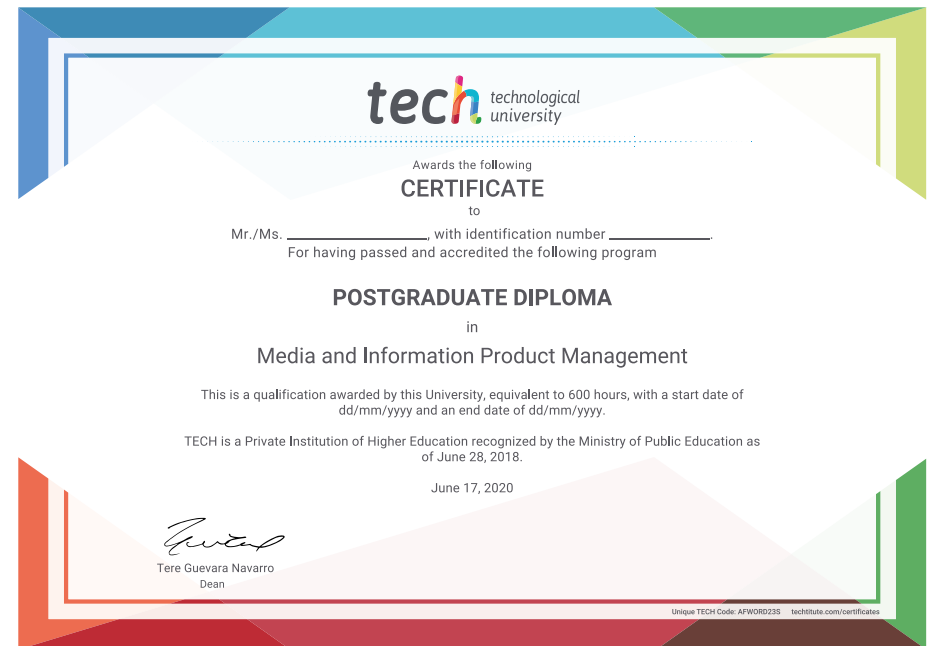 tech technological
university
Awards the following
CERTIFICATE
to
Mr./Ms. ____________________, with identification number ______________.
For having passed and accredited the following program
POSTGRADUATE DIPLOMA
in
Media and Information Product Management
This is a qualification awarded by this University, equivalent to 600 hours, with a start date of
dd/mm/yyyy and an end date of dd/mm/yyyy.
TECH is a Private Institution of Higher Education recognized by the Ministry of Public Education as
of June 28, 2018.
June 17, 2020
Tere Guevara Navarro
Dean
Unique TECH Code: AFWORD23S techtitute.com/certificates